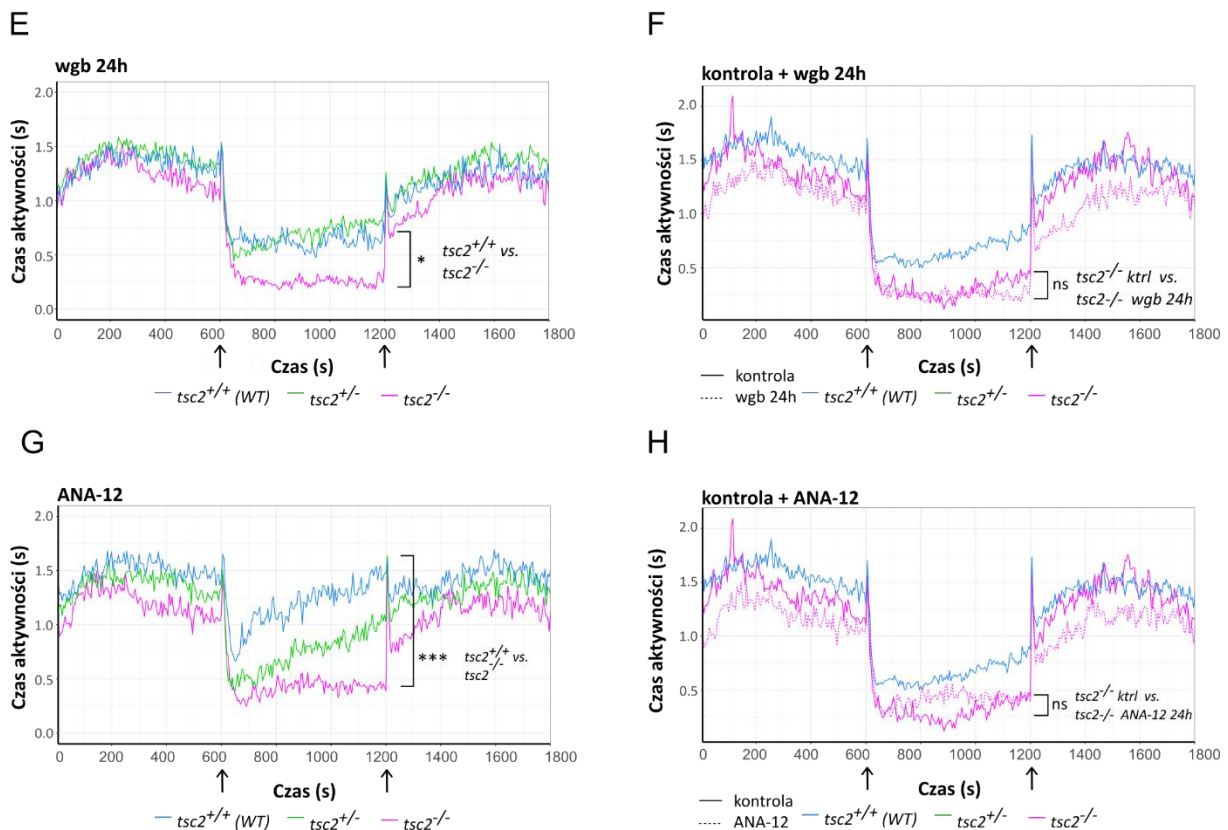 E
wgb 24h
Czas aktywności (s)
2.0
1.5
1.0
0.5
0.0
* tsc2+/+ vs.
tsc2-/-
0 200 400 600 800 1000 1200 1400 1600 1800
Czas (s)
tsc2+/+ (WT) tsc2+/- tsc2-/-
F
kontrola + wgb 24h
Czas aktywności (s)
2.0
1.5
1.0
0.5
ns tsc2-/- ktrl vs.
tsc2-/- wgb 24h
0 200 400 600 800 1000 1200 1400 1600 1800
Czas (s)
kontrola
wgb 24h tsc2+/+ (WT) tsc2+/- tsc2-/-
G
ANA-12
Czas aktywności (s)
2.0
1.5
1.0
0.5
0.0
*** tsc2+/+ vs.
tsc2-/-
0 200 400 600 800 1000 1200 1400 1600 1800
Czas (s)
tsc2+/+ (WT) tsc2+/- tsc2-/-
H
kontrola + ANA-12
Czas aktywności (s)
2.0
1.5
1.0
0.5
ns tsc2-/- ktrl vs.
tsc2-/- ANA-12 24h
0 200 400 600 800 1000 1200 1400 1600 1800
Czas (s)
kontrola
ANA-12 tsc2+/+ (WT) tsc2+/- tsc2-/-